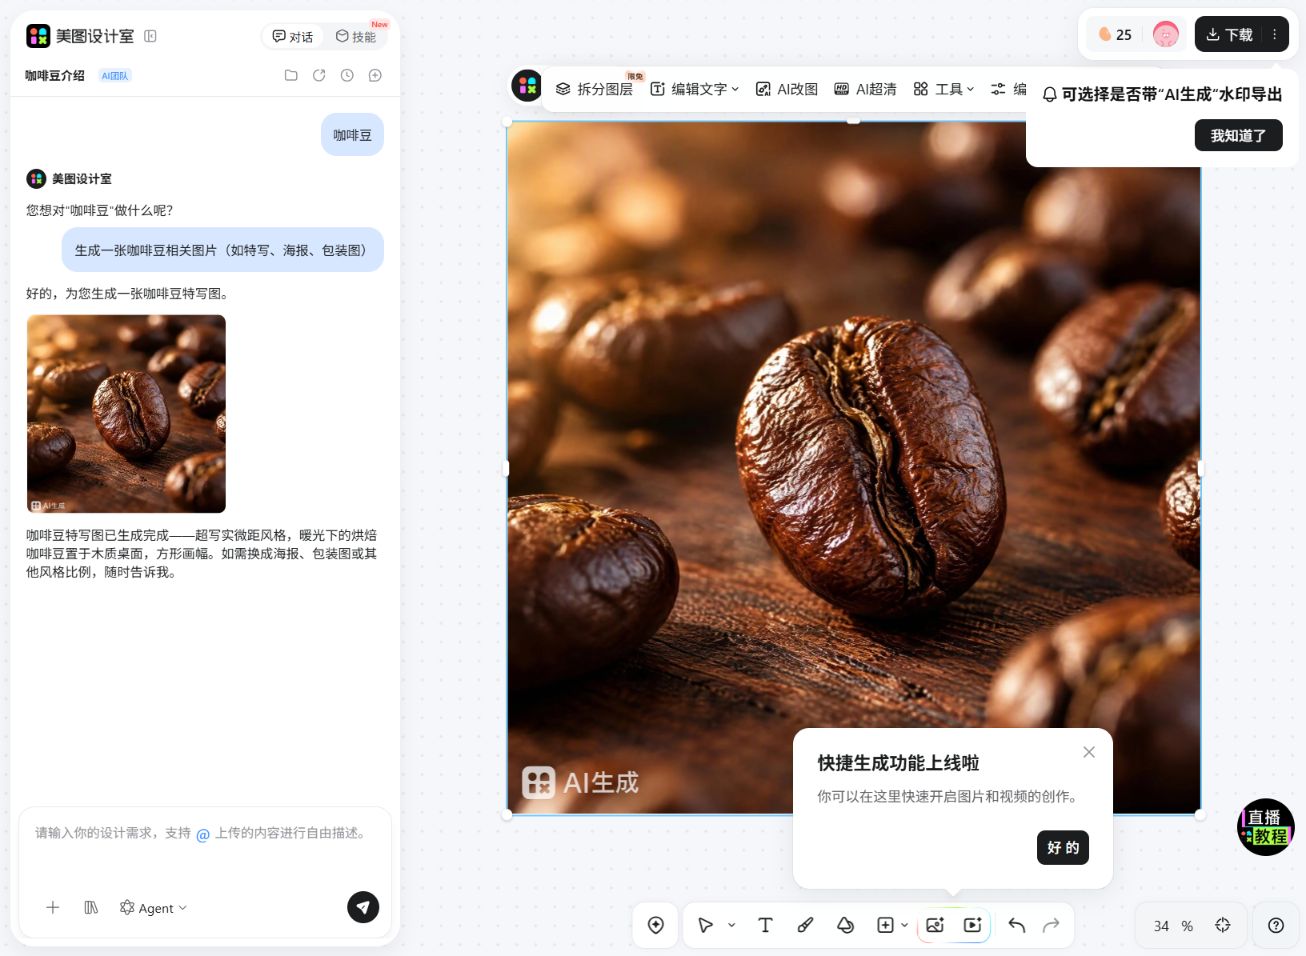 美图设计室
对话
技能
New
咖啡豆介绍
AI团队
咖啡豆
美图设计室
您想对"咖啡豆"做什么呢？
生成一张咖啡豆相关图片（如特写、海报、包装图）
好的，为您生成一张咖啡豆特写图。
AI生成
咖啡豆特写图已生成完成——超写实微距风格，暖光下的烘焙
咖啡豆置于木质桌面，方形画幅。如需换成海报、包装图或其
他风格比例，随时告诉我。
请输入你的设计需求，支持 @ 上传的内容进行自由描述。
Agent
25
下载
拆分图层
限免
编辑文字
AI改图
HD
AI超清
工具
编
可选择是否带"AI生成"水印导出
我知道了
AI生成
快捷生成功能上线啦
你可以在这里快速开启图片和视频的创作。
好的
直播
教程
34 %